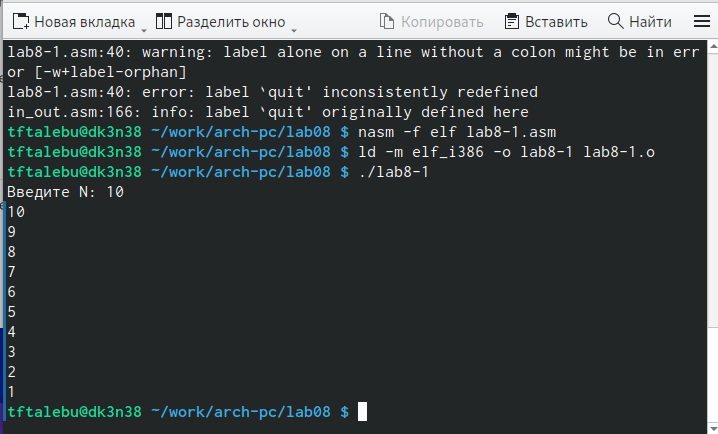 Новая вкладка Разделить окно Копировать Вставить Найти
lab8-1.asm:40: warning: label alone on a line without a colon might be in err
or [-w+label-orphan]
lab8-1.asm:40: error: label `quit' inconsistently redefined
in_out.asm:166: info: label `quit' originally defined here
tftalebu@dk3n38 ~/work/arch-pc/lab08 $ nasm -f elf lab8-1.asm
tftalebu@dk3n38 ~/work/arch-pc/lab08 $ ld -m elf_i386 -o lab8-1 lab8-1.o
tftalebu@dk3n38 ~/work/arch-pc/lab08 $ ./lab8-1
Введите N: 10
10
9
8
7
6
5
4
3
2
1
tftalebu@dk3n38 ~/work/arch-pc/lab08 $